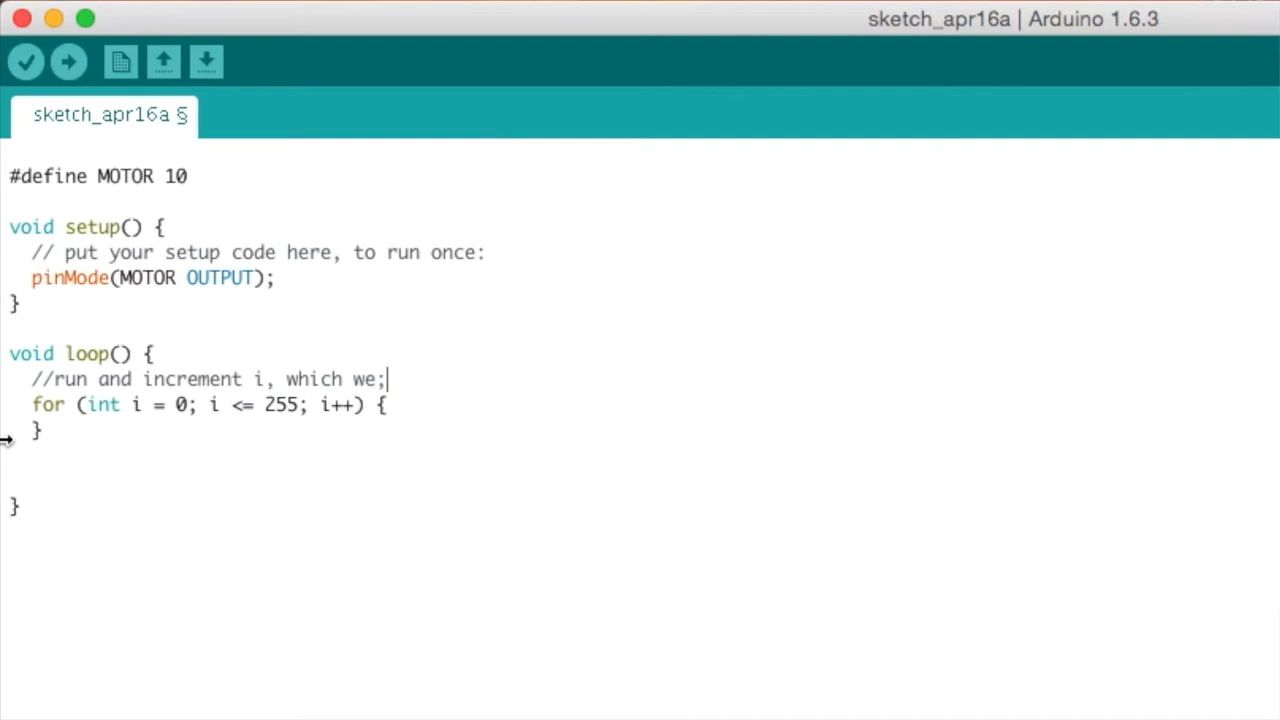 sketch_apr16a | Arduino 1.6.3
sketch_apr16a §
#define MOTOR 10
void setup() {
// put your setup code here, to run once:
pinMode(MOTOR OUTPUT);
}
void loop() {
//run and increment i, which we;
for (int i = 0; i <= 255; i++) {
}
}